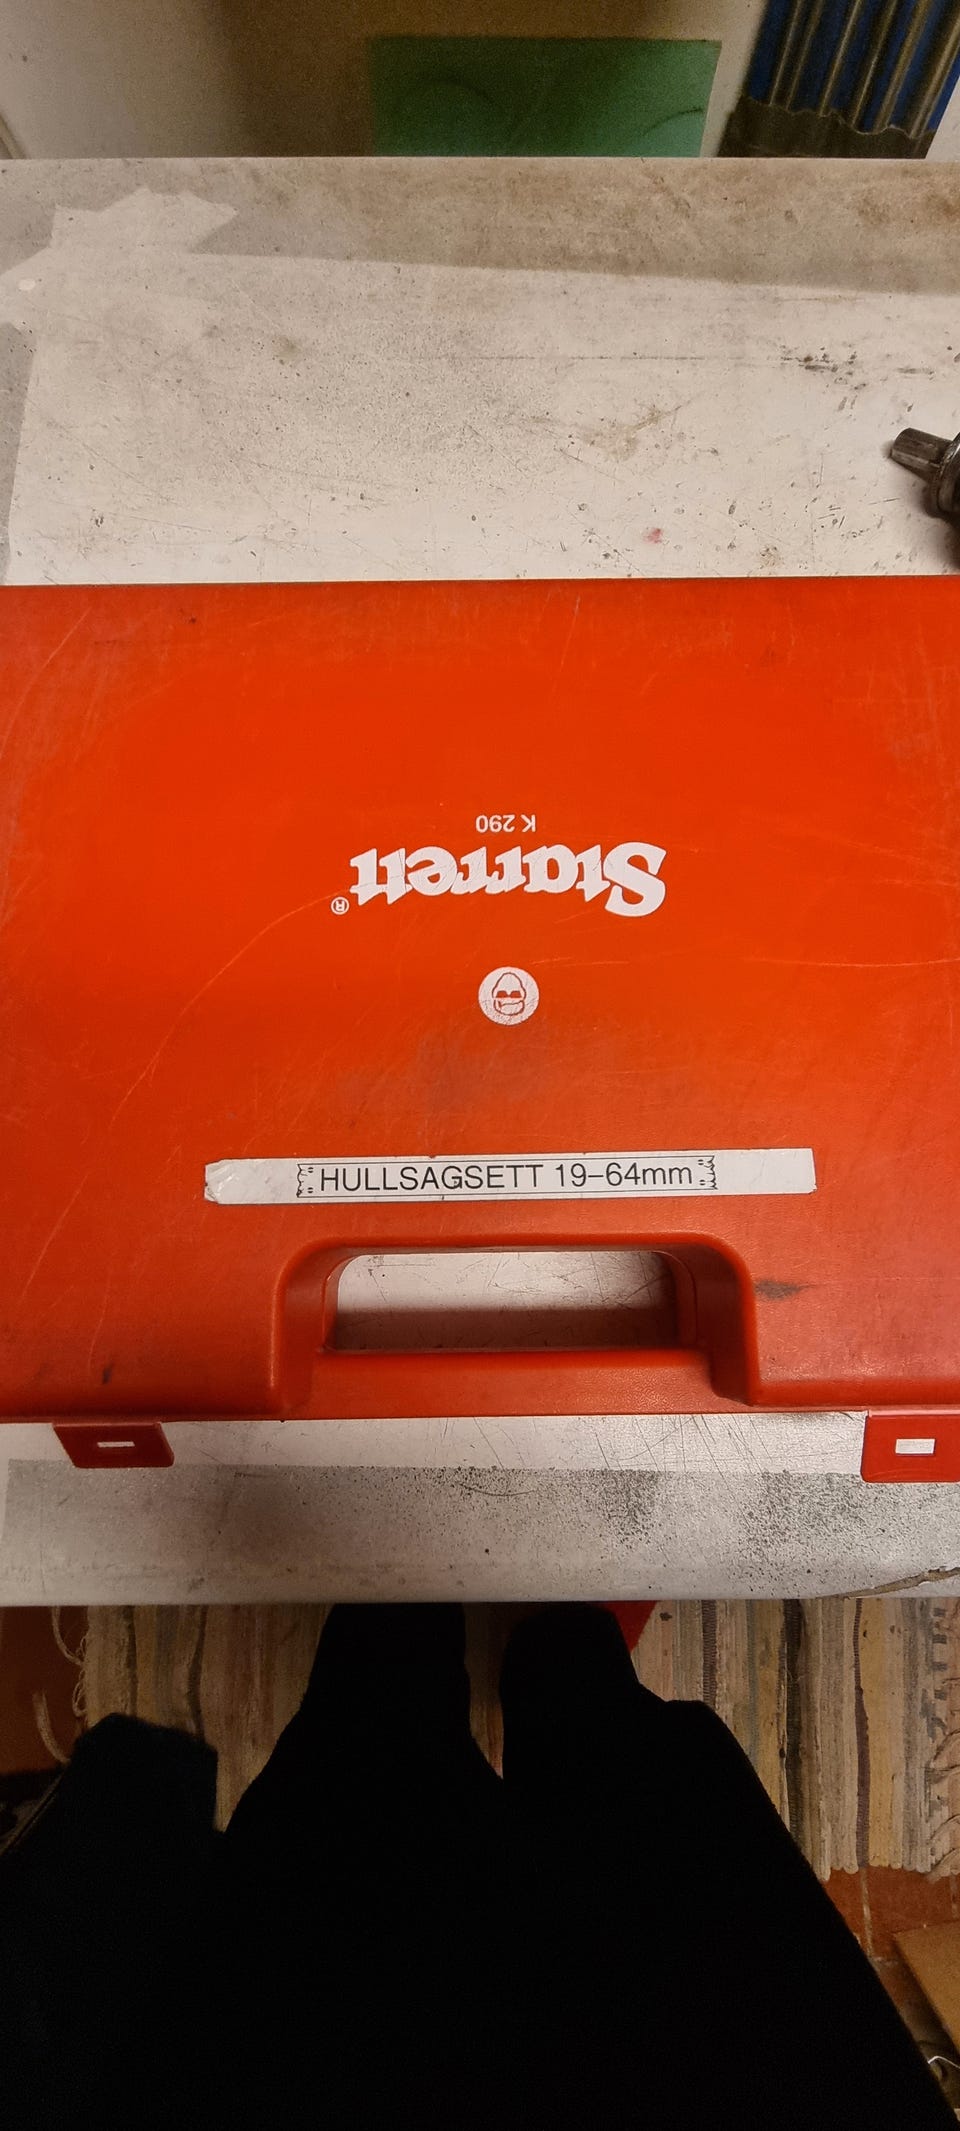 Starrett®
K 290
HULLSAGSETT 19-64mm